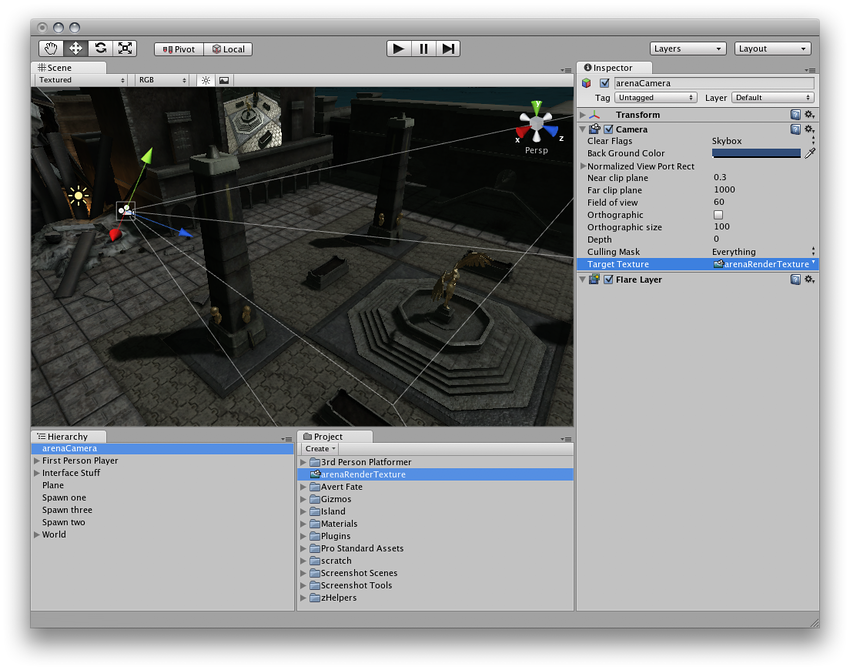 Pivot
Local
Layers
Layout
Scene
Textured
RGB
y
x
z
Persp
Inspector
arenaCamera
Tag Untagged Layer Default
Transform
Camera
Clear Flags Skybox
Back Ground Color
Normalized View Port Rect
Near clip plane 0.3
Far clip plane 1000
Field of view 60
Orthographic
Orthographic size 100
Depth 0
Culling Mask Everything
Target Texture arenaRenderTexture
Flare Layer
Hierarchy
arenaCamera
First Person Player
Interface Stuff
Plane
Spawn one
Spawn three
Spawn two
World
Project
Create
3rd Person Platformer
arenaRenderTexture
Avert Fate
Gizmos
Island
Materials
Plugins
Pro Standard Assets
scratch
Screenshot Scenes
Screenshot Tools
zHelpers